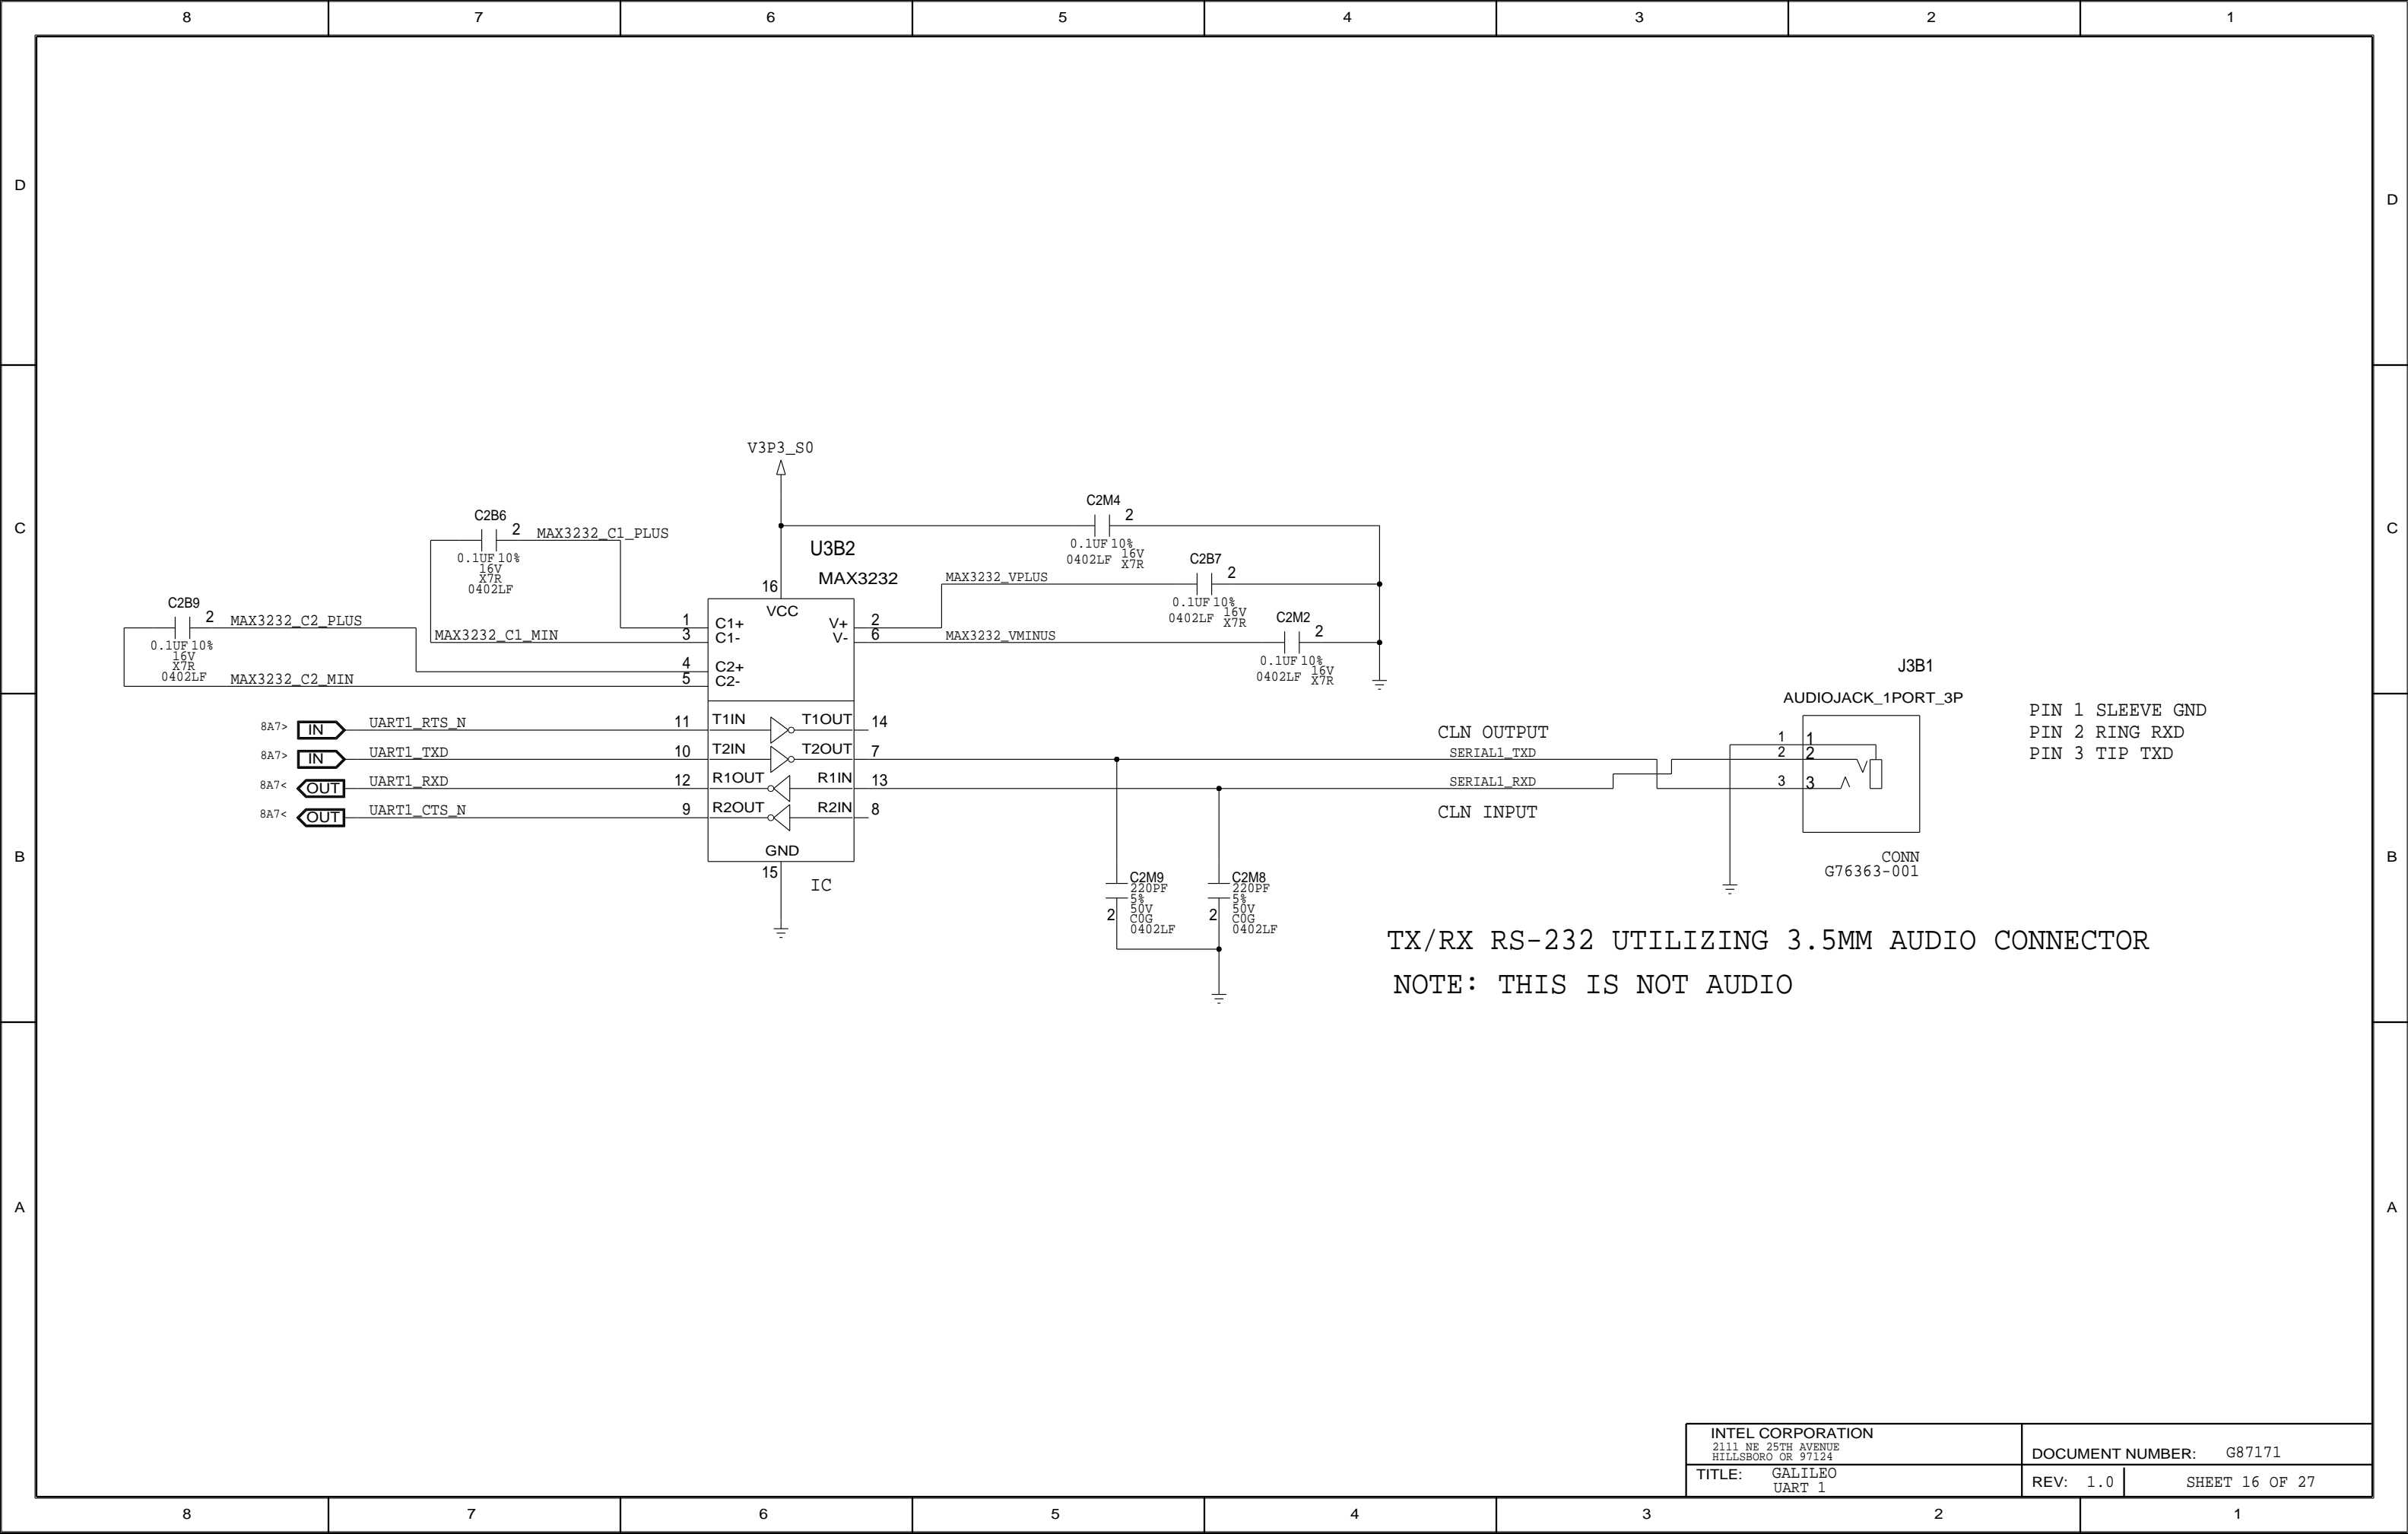 8 7 6 5 4 3 2 1
D D
C C
B B
A A
V3P3_S0
C2M4
2
0.1UF 10%
16V
0402LF X7R
C2B6
2 MAX3232_C1_PLUS
0.1UF 10%
16V
X7R
0402LF
U3B2
MAX3232
C2B7
MAX3232_VPLUS 2
0.1UF 10%
16V
0402LF X7R
C2B9
2 MAX3232_C2_PLUS
0.1UF 10%
16V
X7R
0402LF
MAX3232_C1_MIN
MAX3232_C2_MIN
C2M2
MAX3232_VMINUS 2
0.1UF 10%
16V
0402LF X7R
16
VCC
1 C1+ V+ 2
3 C1- V- 6
4 C2+
5 C2-
8A7> IN UART1_RTS_N 11 T1IN T1OUT 14
8A7> IN UART1_TXD 10 T2IN T2OUT 7
8A7< OUT UART1_RXD 12 R1OUT R1IN 13
8A7< OUT UART1_CTS_N 9 R2OUT R2IN 8
GND
15
IC
CLN OUTPUT
SERIAL1_TXD
SERIAL1_RXD
CLN INPUT
C2M9
220PF
5%
50V
2 C0G
0402LF
C2M8
220PF
5%
50V
2 C0G
0402LF
J3B1
AUDIOJACK_1PORT_3P
1 1
2 2
3 3
CONN
G76363-001
PIN 1 SLEEVE GND
PIN 2 RING RXD
PIN 3 TIP TXD
TX/RX RS-232 UTILIZING 3.5MM AUDIO CONNECTOR
NOTE: THIS IS NOT AUDIO
INTEL CORPORATION
2111 NE 25TH AVENUE
HILLSBORO OR 97124
DOCUMENT NUMBER: G87171
TITLE: GALILEO
UART 1
REV: 1.0 SHEET 16 OF 27
8 7 6 5 4 3 2 1